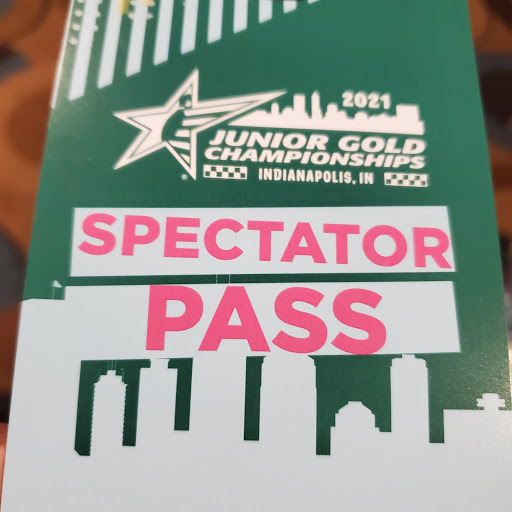 2021
JUNIOR GOLD
CHAMPIONSHIPS
INDIANAPOLIS, IN
®
SPECTATOR
PASS